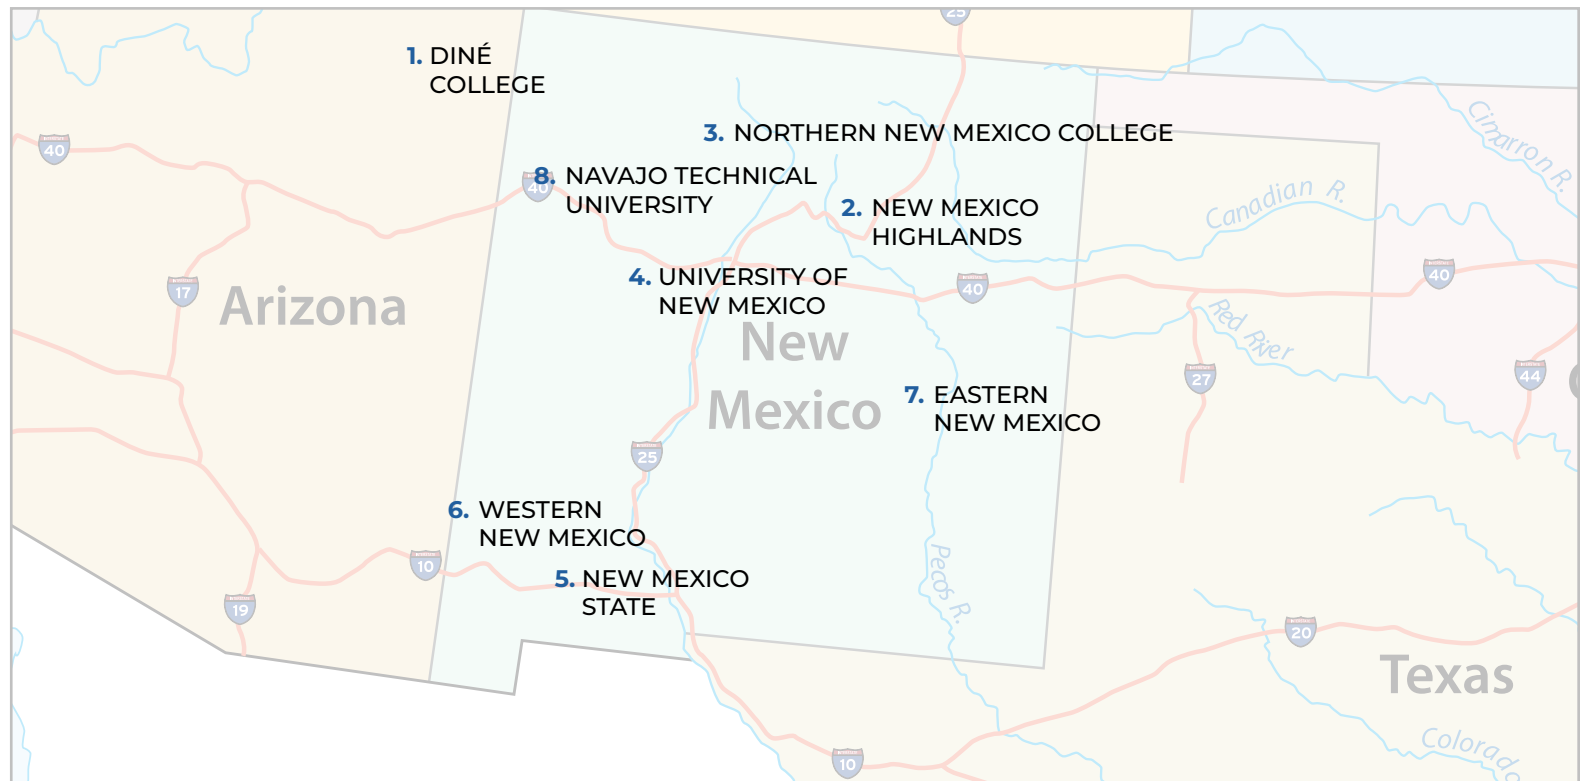 25
1. DINÉ
COLLEGE
Cimarron R.
3. NORTHERN NEW MEXICO COLLEGE
40
8. NAVAJO TECHNICAL
UNIVERSITY
40
Canadian R.
2. NEW MEXICO
HIGHLANDS
4. UNIVERSITY OF
NEW MEXICO
17
Arizona
40
40
Red River
New
Mexico
27
44
7. EASTERN
NEW MEXICO
25
6. WESTERN
NEW MEXICO
10
Pecos R.
5. NEW MEXICO
STATE
19
20
Texas
10